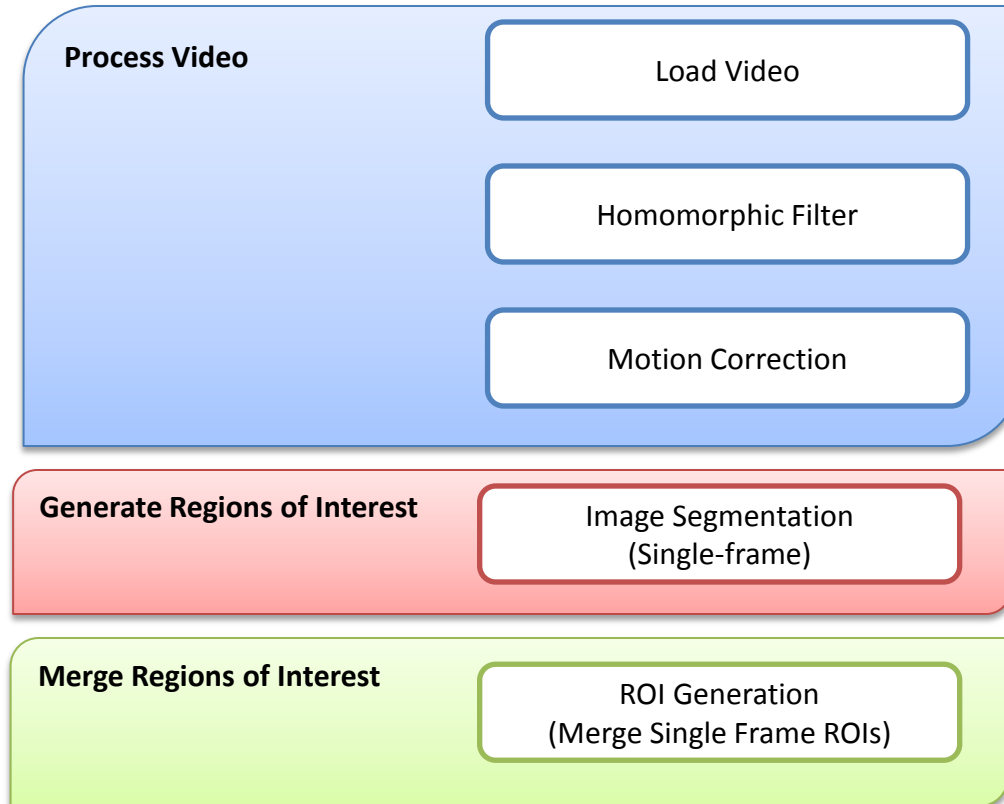 Process Video
Load Video
Homomorphic Filter
Motion Correction
Generate Regions of Interest
Image Segmentation
(Single-frame)
Merge Regions of Interest
ROI Generation
(Merge Single Frame ROIs)